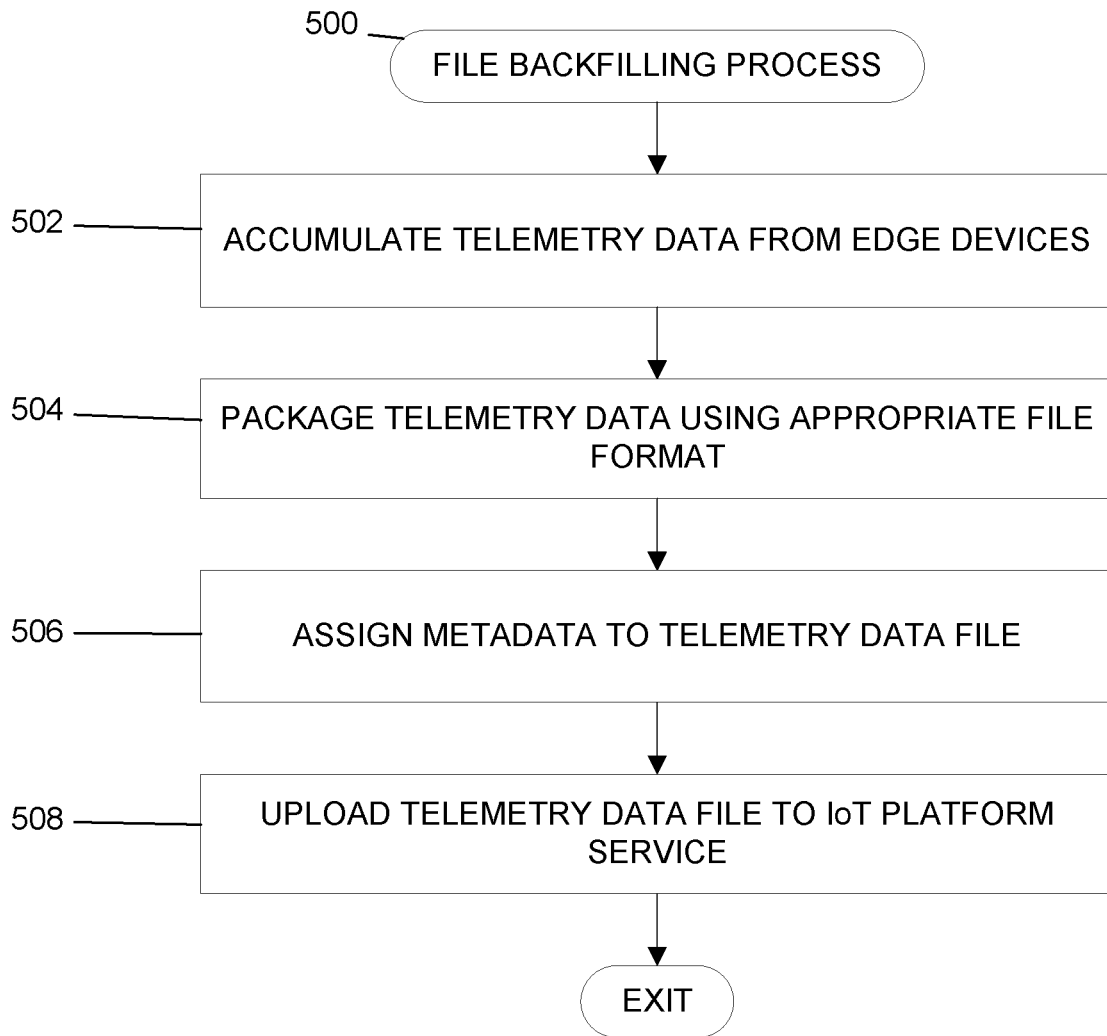 500
FILE BACKFILLING PROCESS
502
ACCUMULATE TELEMETRY DATA FROM EDGE DEVICES
504
PACKAGE TELEMETRY DATA USING APPROPRIATE FILE
FORMAT
506
ASSIGN METADATA TO TELEMETRY DATA FILE
508
UPLOAD TELEMETRY DATA FILE TO IoT PLATFORM
SERVICE
EXIT